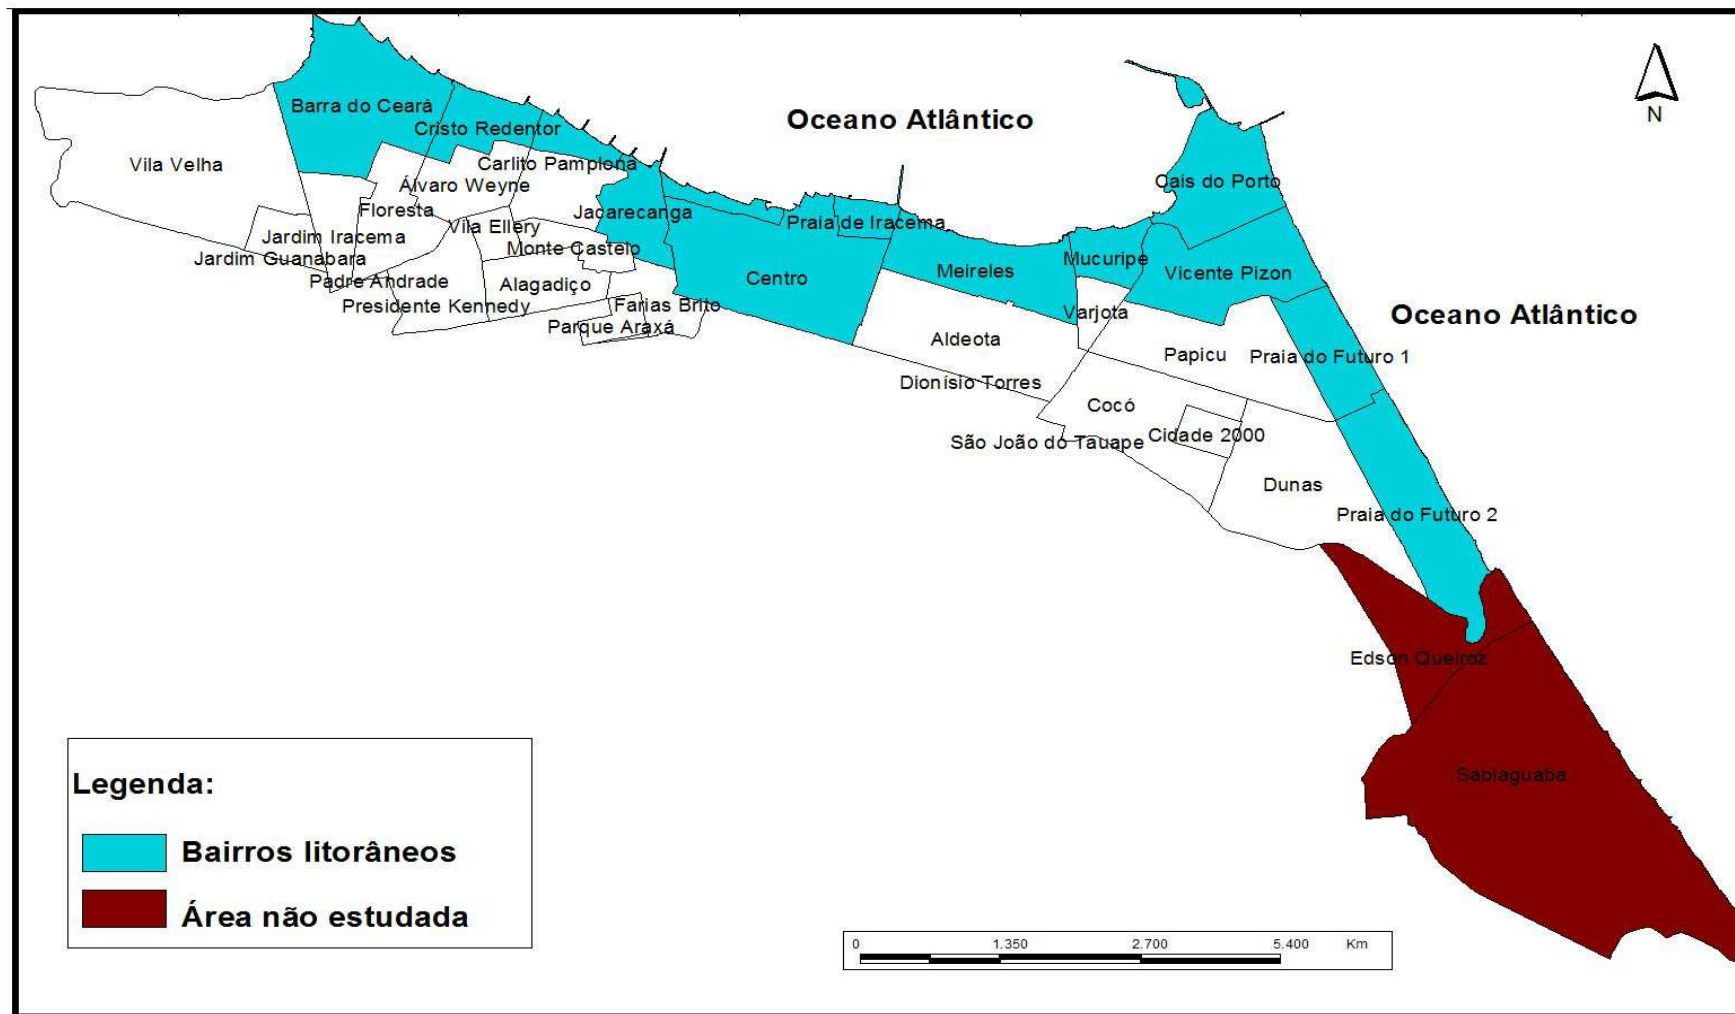 Oceano Atlântico
N
Barra do Ceará
Cristo Redentor
Vila Velha
Carlito Pamplona
Álvaro Weyne
Cais do Porto
Floresta
Jacarecanga
Praia de Iracema
Vila Ellery
Jardim Iracema
Monte Castelo
Jardim Guanabara
Mucuripe
Meireles
Vicente Pizon
Centro
Padre Andrade
Alagadiço
Presidente Kennedy
Farias Brito
Varjota
Oceano Atlântico
Parque Araxá
Aldeota
Papicu
Praia do Futuro 1
Dionísio Torres
Cocó
Cidade 2000
São João do Tauape
Dunas
Praia do Futuro 2
Edson Queiroz
Sabiaguaba
Legenda:
Bairros litorâneos
Área não estudada
0 1.350 2.700 5.400 Km